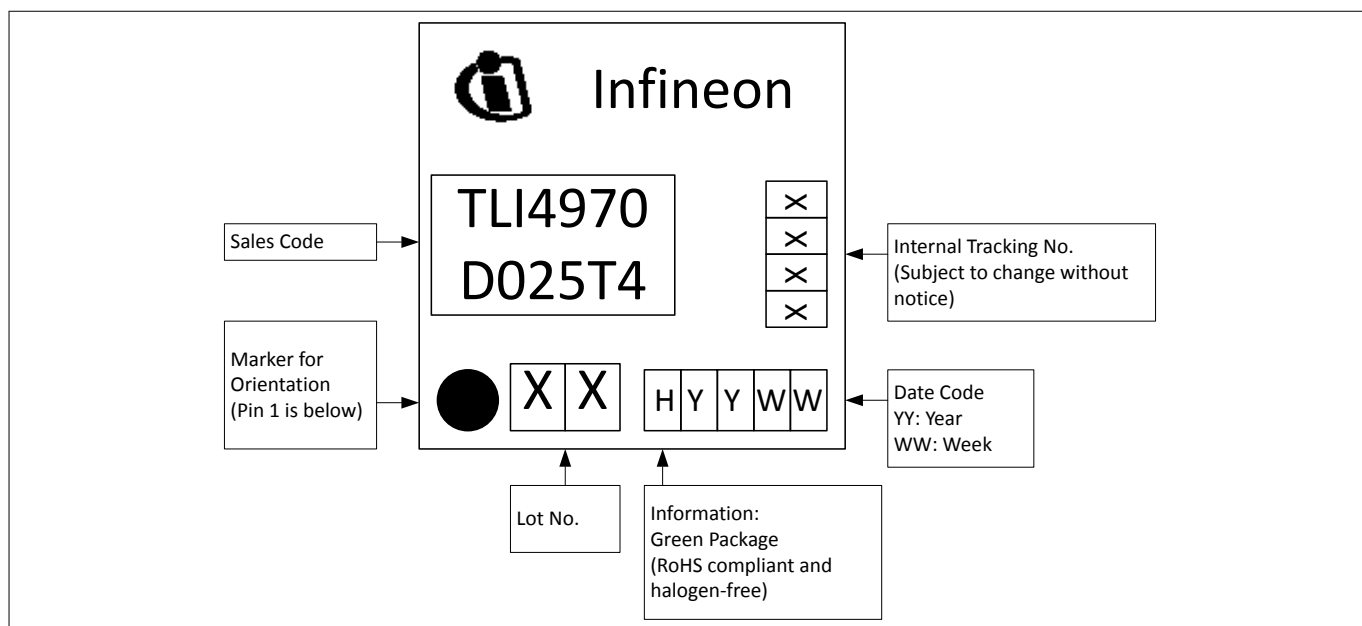 Infineon
TLI4970
D025T4
X
X
X
X
Sales Code
Internal Tracking No.
(Subject to change without
notice)
Marker for
Orientation
(Pin 1 is below)
X X
H Y Y W W
Date Code
YY: Year
WW: Week
Lot No.
Information:
Green Package
(RoHS compliant and
halogen-free)